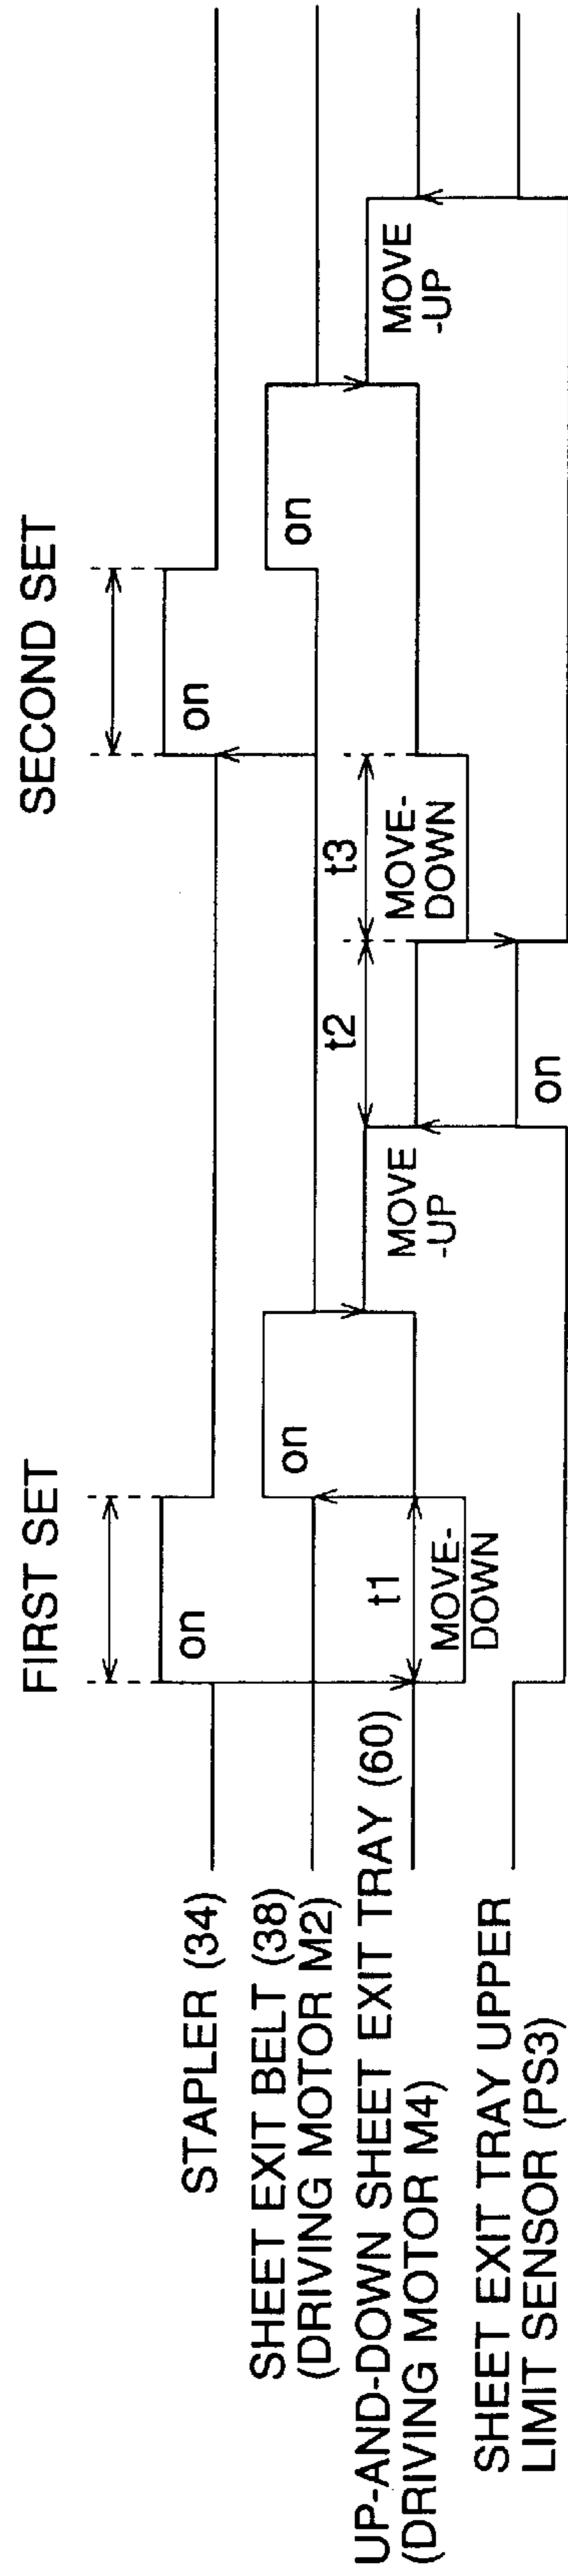 FIRST SET
SECOND SET
STAPLER (34)
on
on
SHEET EXIT BELT (38)
(DRIVING MOTOR M2)
on
on
UP-AND-DOWN SHEET EXIT TRAY (60)
(DRIVING MOTOR M4)
t1
MOVE-
DOWN
MOVE
-UP
t2
t3
MOVE-
DOWN
MOVE
-UP
SHEET EXIT TRAY UPPER
LIMIT SENSOR (PS3)
on